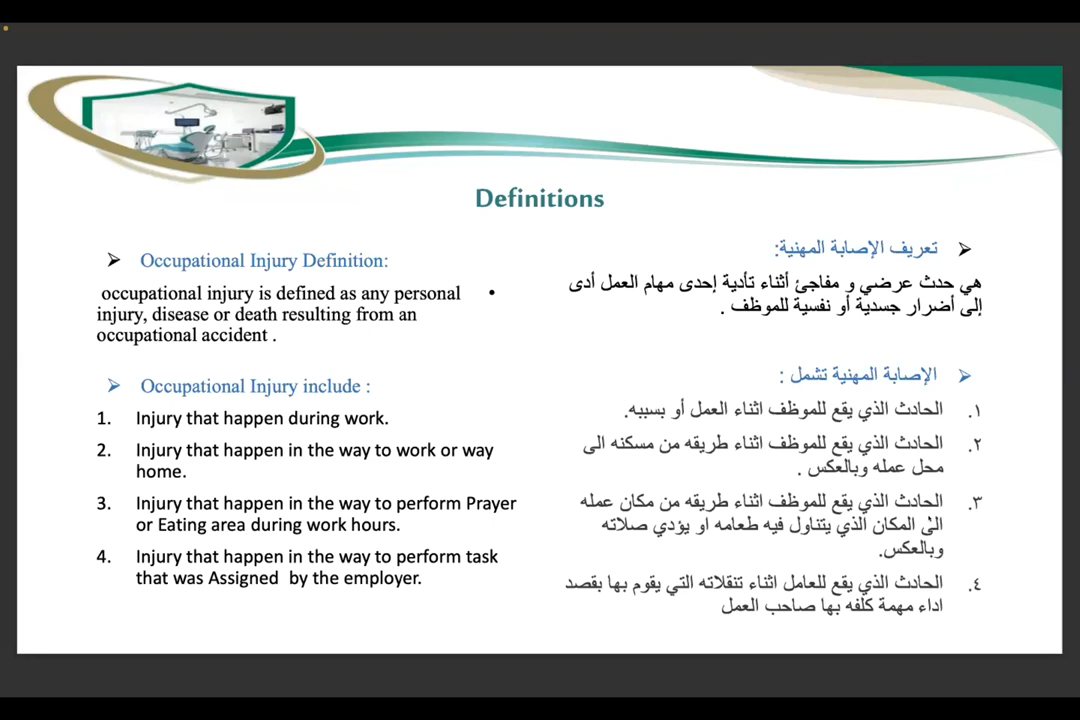 Definitions
➢ Occupational Injury Definition:
occupational injury is defined as any personal •
injury, disease or death resulting from an
occupational accident .
➢ Occupational Injury include :
1. Injury that happen during work.
2. Injury that happen in the way to work or way
home.
3. Injury that happen in the way to perform Prayer
or Eating area during work hours.
4. Injury that happen in the way to perform task
that was Assigned by the employer.
➢ تعريف الإصابة المهنية:
هي حدث عرضي و مفاجئ أثناء تأدية إحدى مهام العمل أدى
إلى أضرار جسدية أو نفسية للموظف .
➢ الإصابة المهنية تشمل :
١. الحادث الذي يقع للموظف اثناء العمل أو بسببه.
٢. الحادث الذي يقع للموظف اثناء طريقه من مسكنه الى
محل عمله وبالعكس .
٣. الحادث الذي يقع للموظف اثناء طريقه من مكان عمله
الى المكان الذي يتناول فيه طعامه او يؤدي صلاته
وبالعكس.
٤. الحادث الذي يقع للعامل اثناء تنقلاته التي يقوم بها بقصد
اداء مهمة كلفه بها صاحب العمل